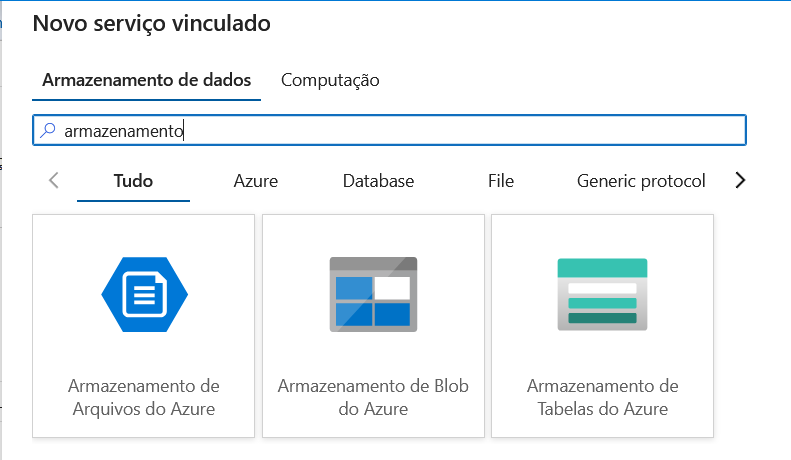 Novo serviço vinculado
Armazenamento de dados Computação
armazenamento
Tudo Azure Database File Generic protocol
Armazenamento de
Arquivos do Azure
Armazenamento de Blob
do Azure
Armazenamento de
Tabelas do Azure